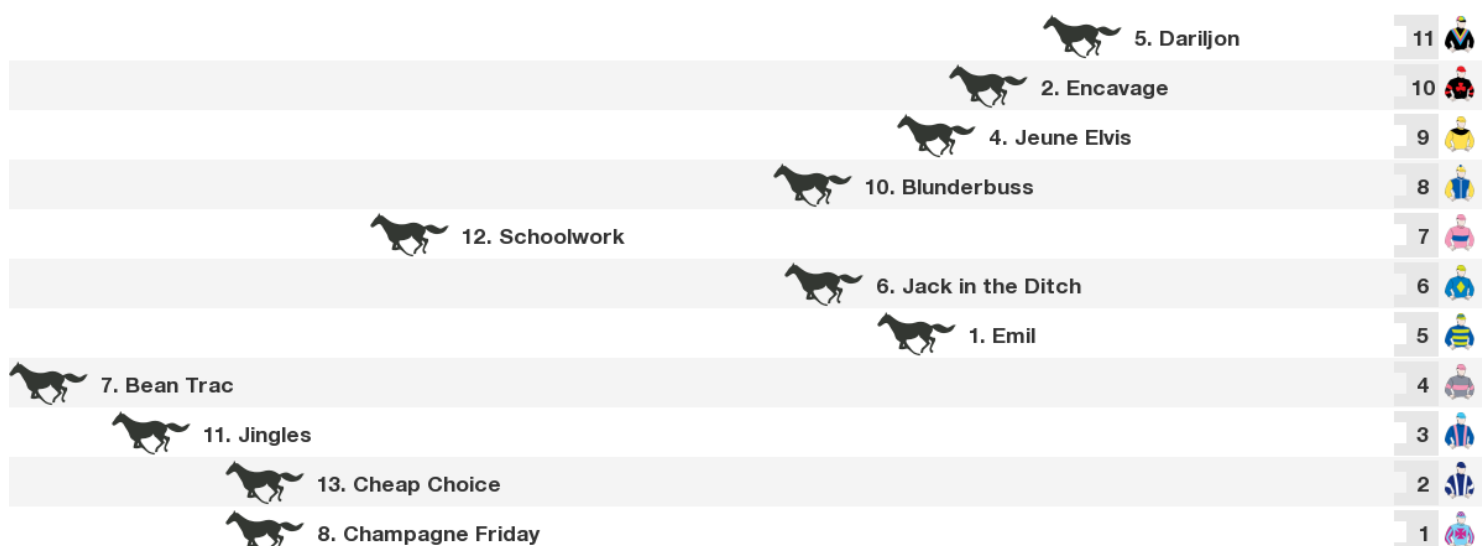 5. Dariljon 11
2. Encavage 10
4. Jeune Elvis 9
10. Blunderbuss 8
12. Schoolwork 7
6. Jack in the Ditch 6
1. Emil 5
7. Bean Trac 4
11. Jingles 3
13. Cheap Choice 2
8. Champagne Friday 1